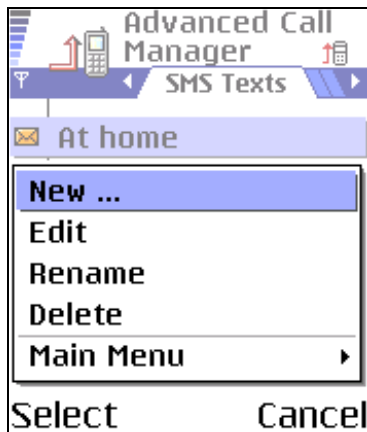 Advanced Call
Manager
SMS Texts
At home
New ...
Edit
Rename
Delete
Main Menu
Select Cancel